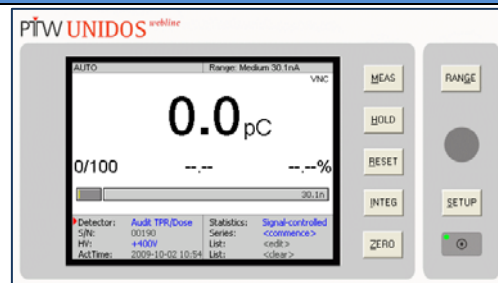 PTW UNIDOS webline
AUTO Range: Medium 30.1nA
VNC
0.0 pC
0/100 --.-- --.--%
30.1n
Detector: Audit TPR/Dose Statistics: Signal-controlled
S/N: 00190 Series: <commence>
HV: +400V List: <edit>
ActTime: 2009-10-02 10:54 List: <clear>
MEAS
HOLD
RESET
INTEG
ZERO
RANGE
SETUP